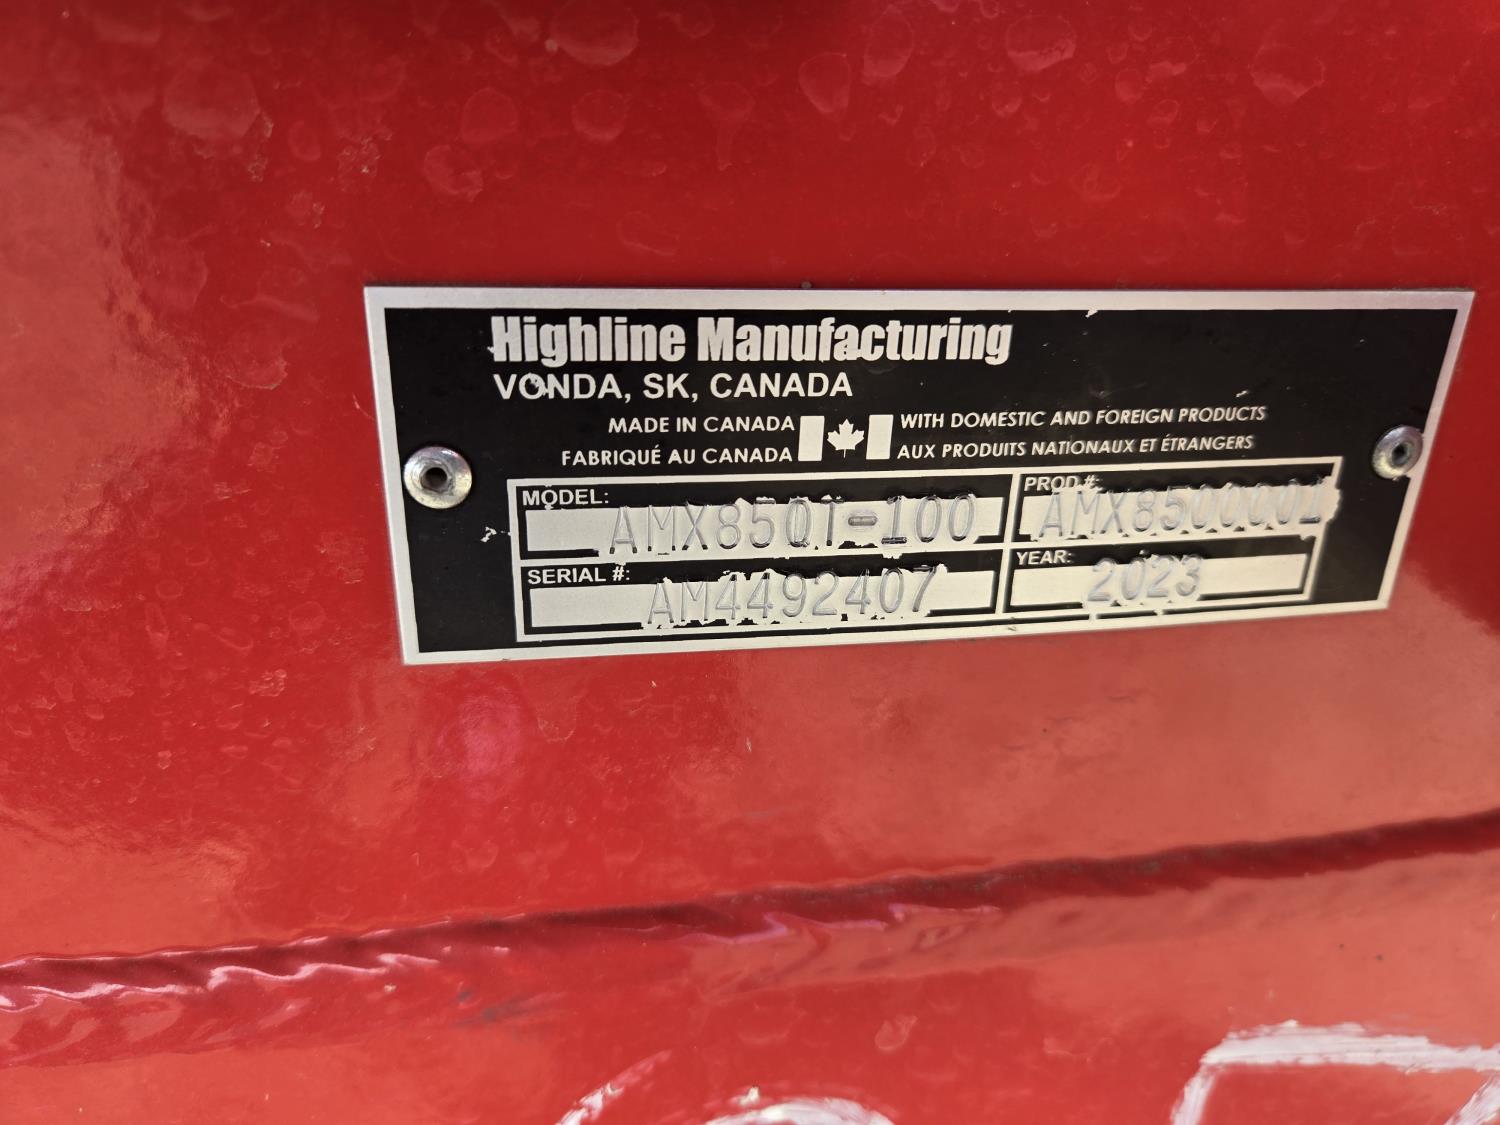 Highline Manufacturing
VONDA, SK, CANADA
MADE IN CANADA WITH DOMESTIC AND FOREIGN PRODUCTS
FABRIQUÉ AU CANADA AUX PRODUITS NATIONAUX ET ÉTRANGERS
MODEL: AMX85QT-100 PROD #: AMX8500001
SERIAL #: AM4492407 YEAR: 2023